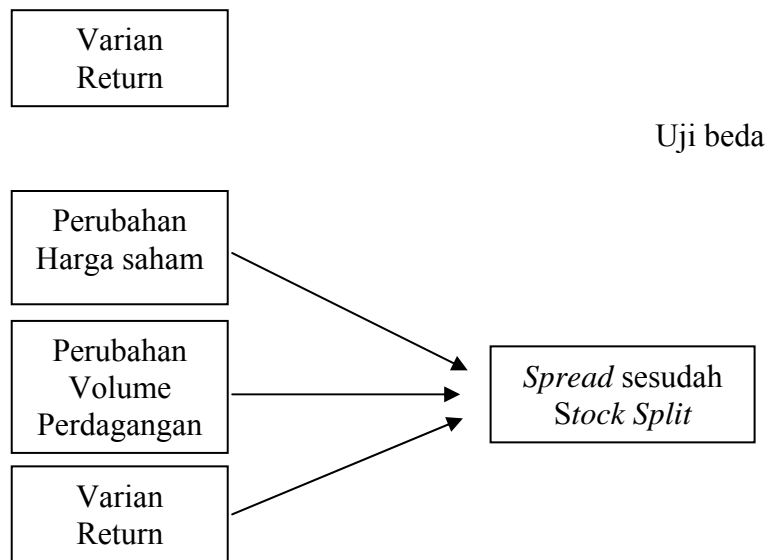 Varian
Return
Uji beda
Perubahan
Harga saham
Perubahan
Volume
Perdagangan
Spread sesudah
Stock Split
Varian
Return